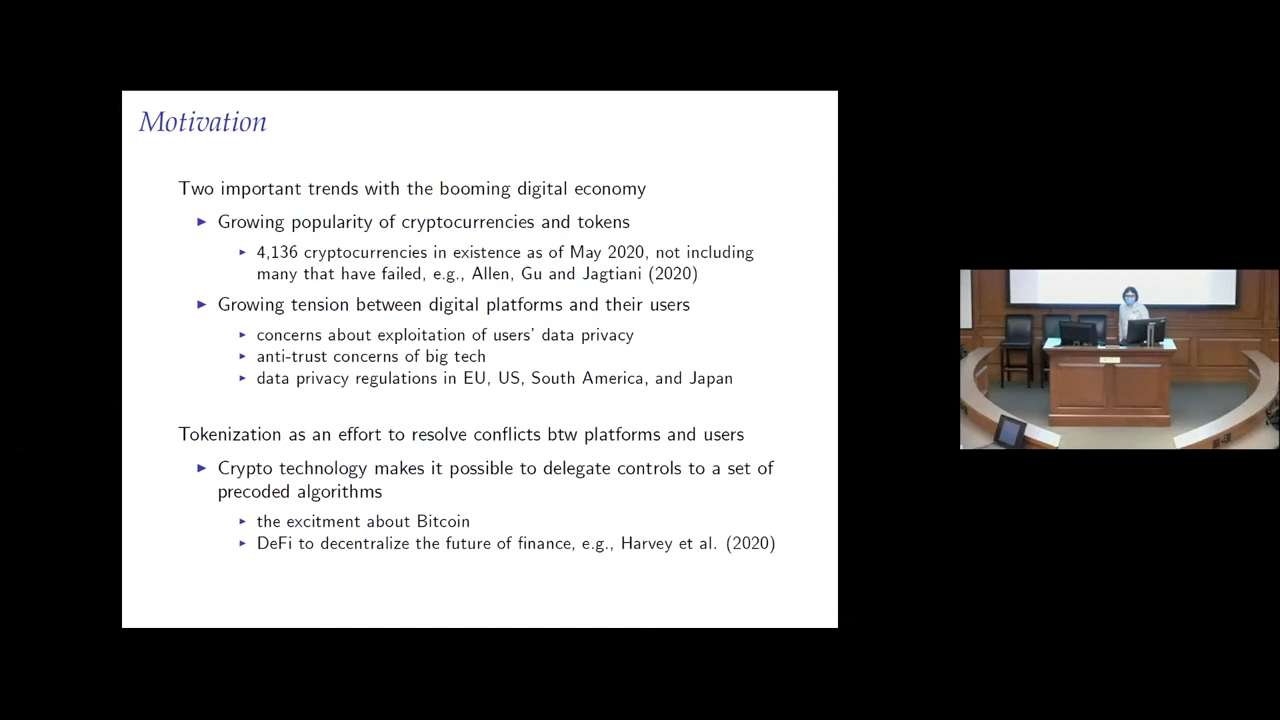 Motivation
Two important trends with the booming digital economy
Growing popularity of cryptocurrencies and tokens
4,136 cryptocurrencies in existence as of May 2020, not including
many that have failed, e.g., Allen, Gu and Jagtiani (2020)
Growing tension between digital platforms and their users
concerns about exploitation of users' data privacy
anti-trust concerns of big tech
data privacy regulations in EU, US, South America, and Japan
Tokenization as an effort to resolve conflicts btw platforms and users
Crypto technology makes it possible to delegate controls to a set of
precoded algorithms
the excitment about Bitcoin
DeFi to decentralize the future of finance, e.g., Harvey et al. (2020)